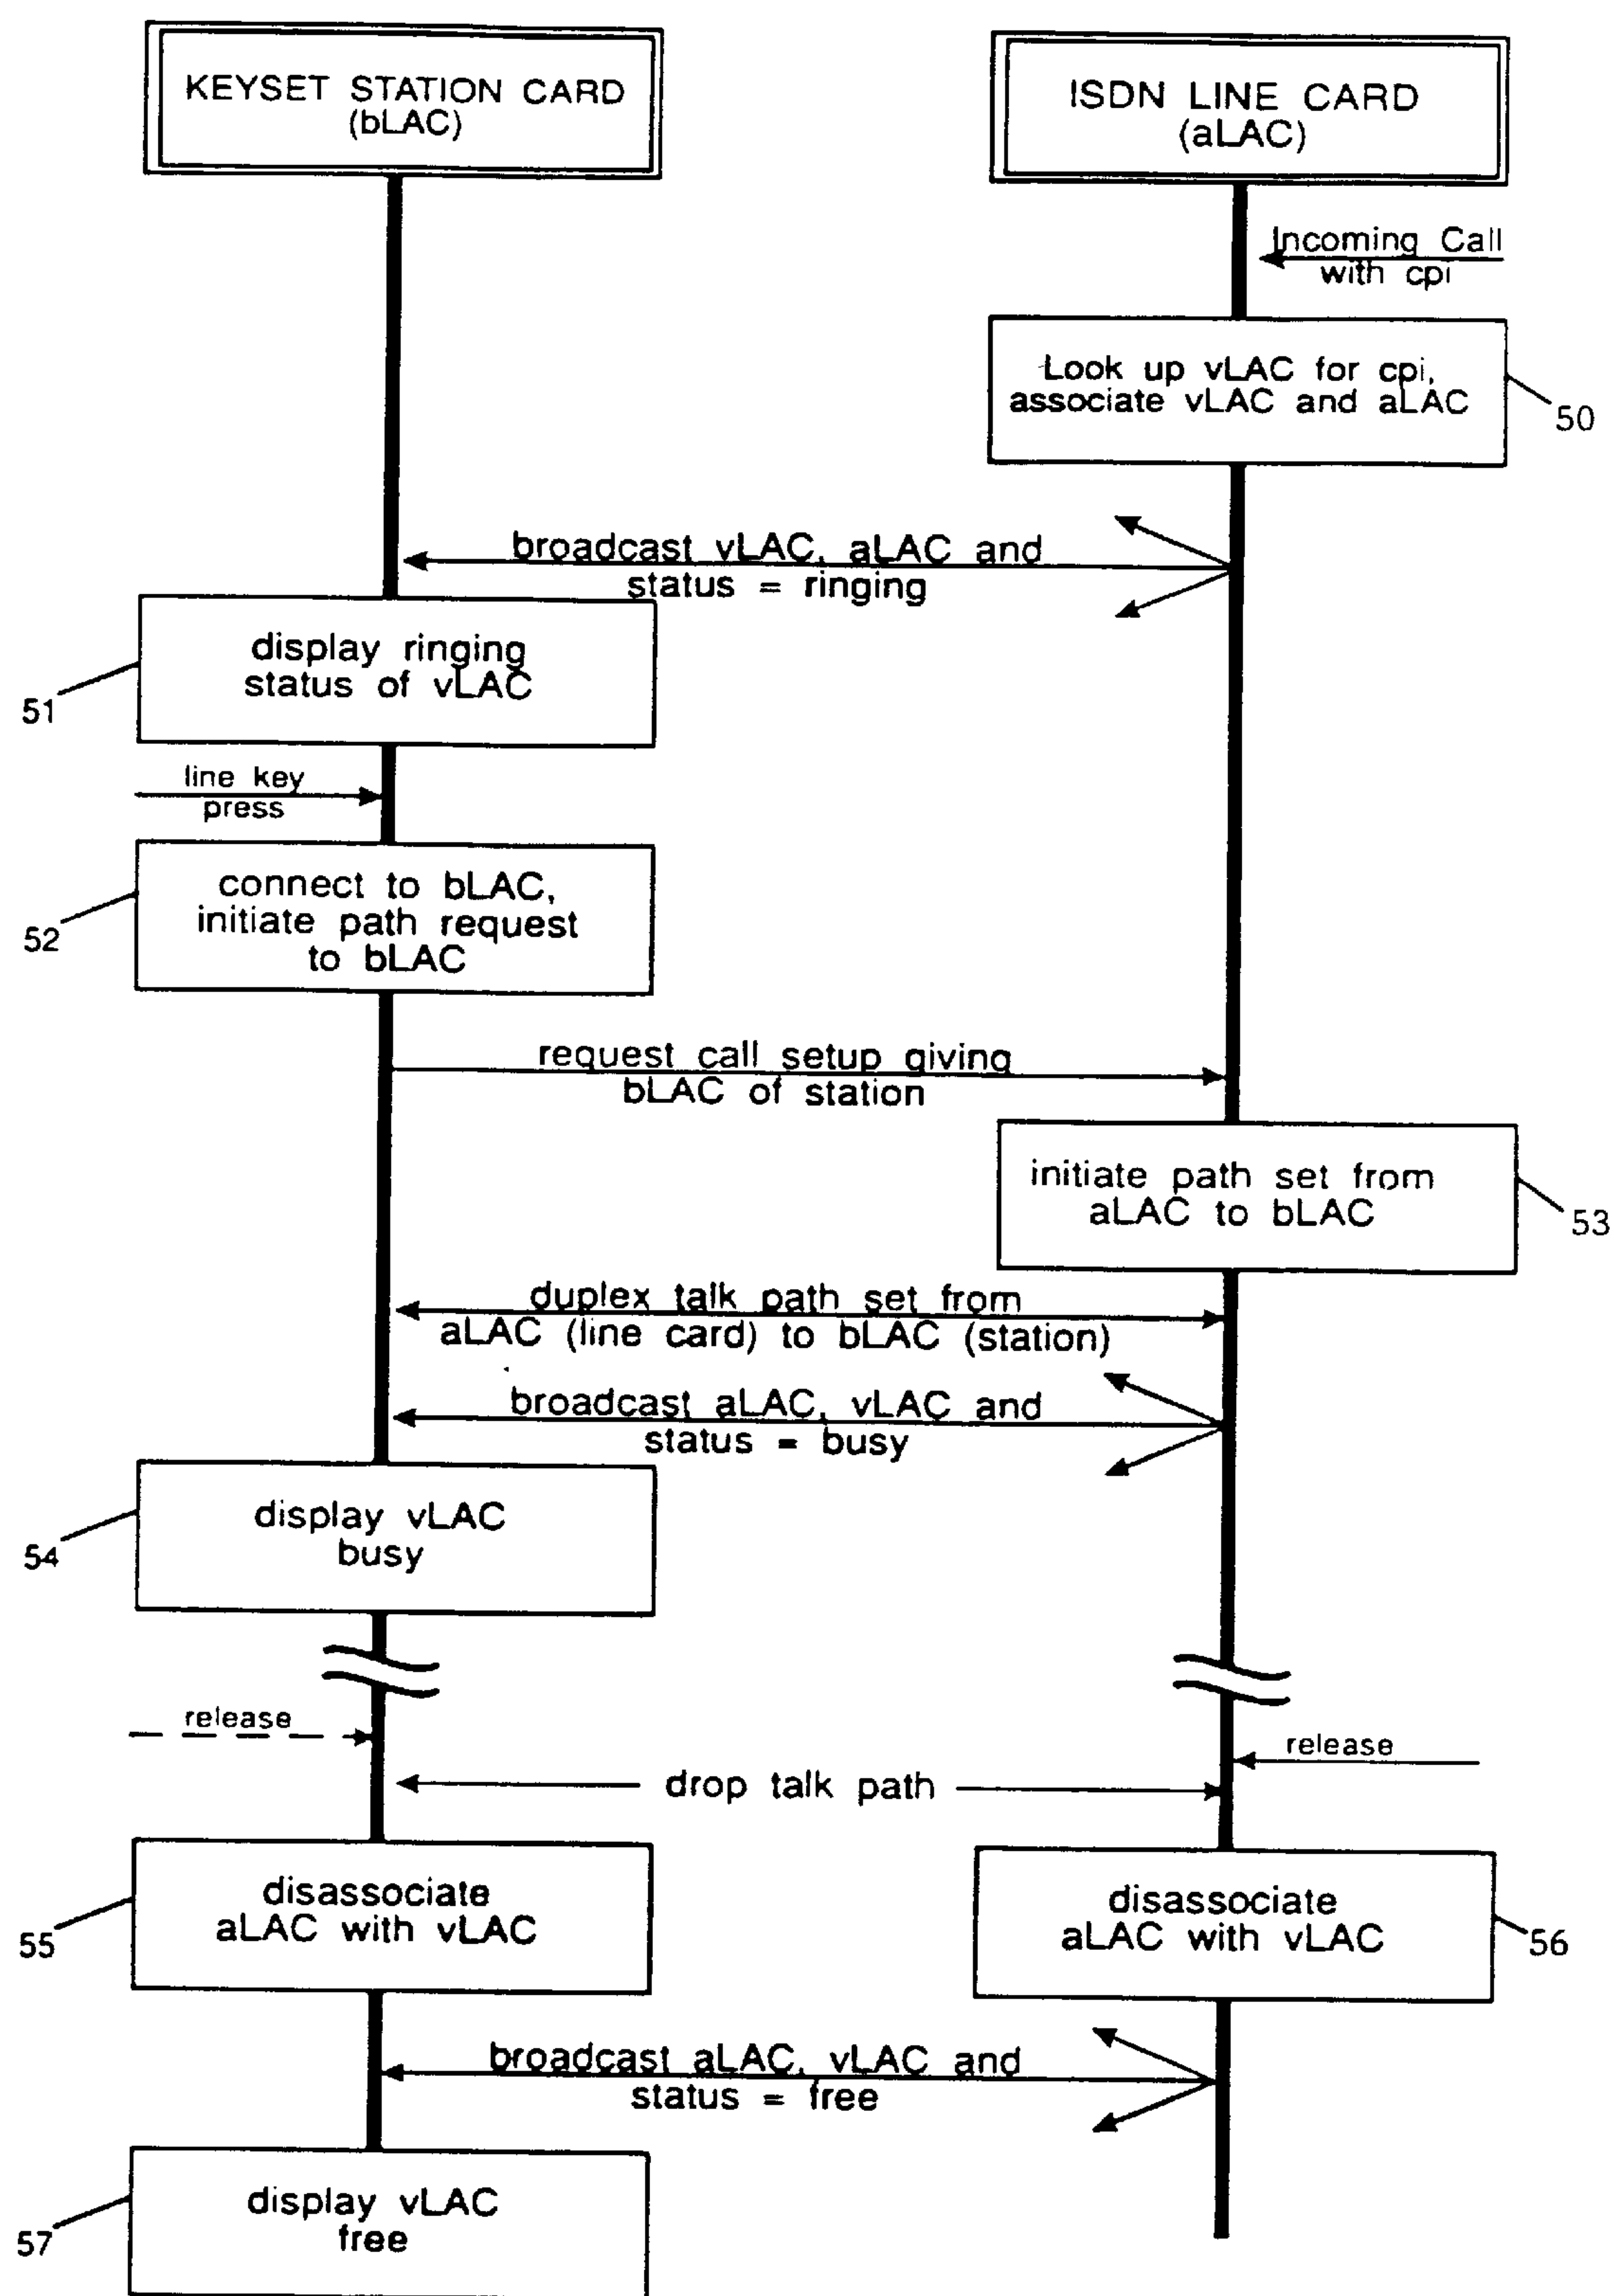 KEYSET STATION CARD
(bLAC)
ISDN LINE CARD
(aLAC)
Incoming Call
with cpi
Look up vLAC for cpi,
associate vLAC and aLAC
50
broadcast vLAC, aLAC and
status = ringing
display ringing
status of vLAC
51
line key
press
connect to bLAC,
initiate path request
to bLAC
52
request call setup giving
bLAC of station
initiate path set from
aLAC to bLAC
53
duplex talk path set from
aLAC (line card) to bLAC (station)
broadcast aLAC, vLAC and
status = busy
display vLAC
busy
54
release
release
drop talk path
disassociate
aLAC with vLAC
55
disassociate
aLAC with vLAC
56
broadcast aLAC, vLAC and
status = free
display vLAC
free
57